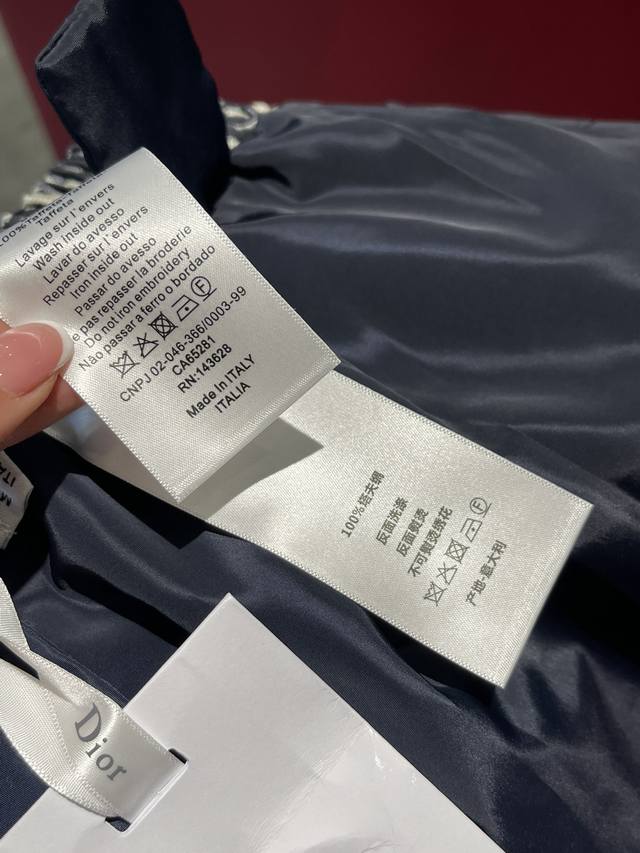 100%Taffeta
Taffeta
Lavage sur l'envers
Wash inside out
Lavar do avesso
Repasser sur l'envers
Iron inside out
Passar do avesso
e pas repasser la broderie
Do not iron embroidery
Não passar a ferro o bordado
F
CNPJ 02-046-366/0003-99
CA65281
RN:143628
Made in ITALY
ITALIA
100%塔夫绸
反面洗涤
反面熨烫
不可熨烫绣花
F
产地-意大利
M
ITA
Dior